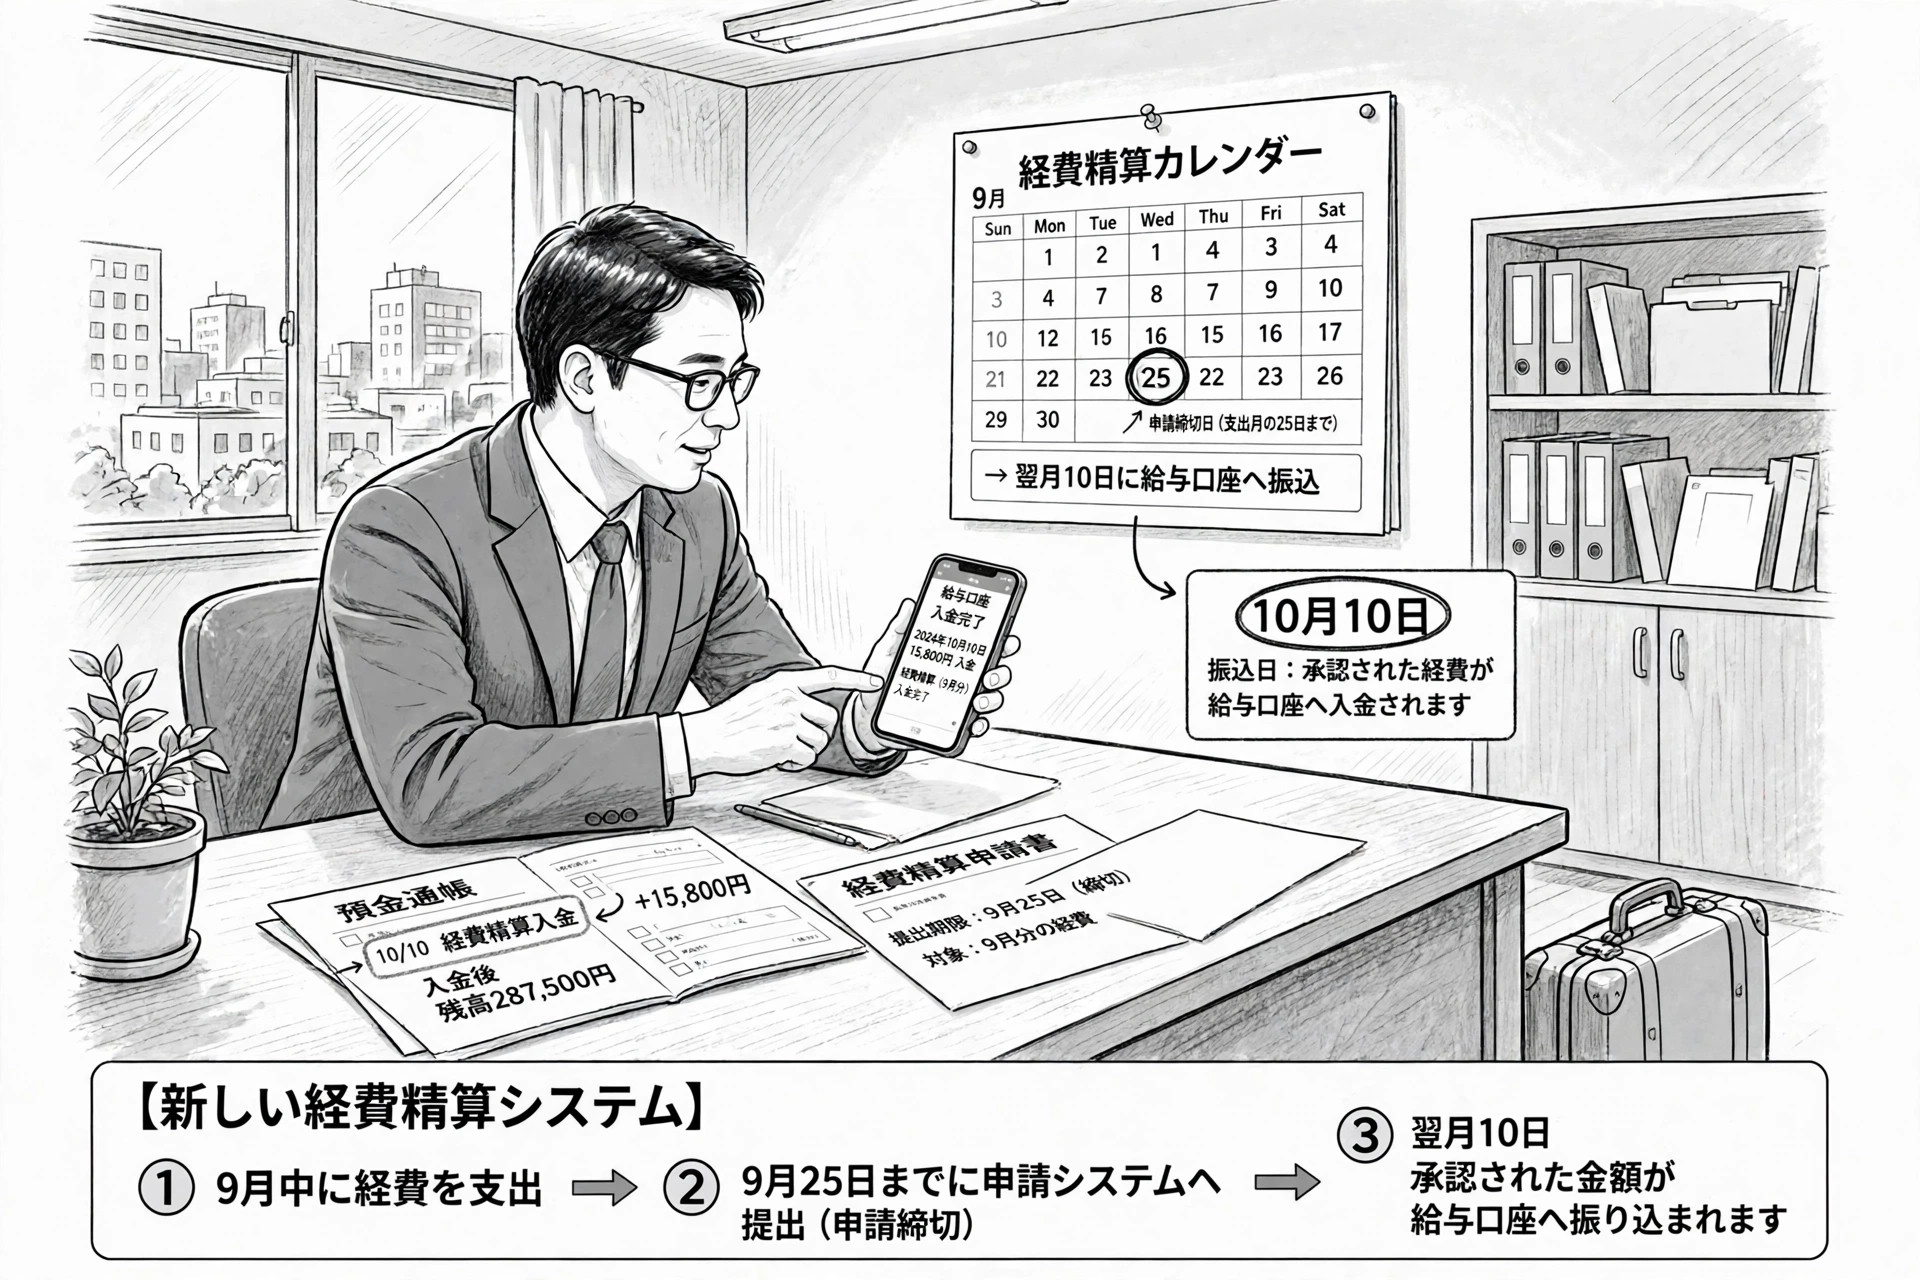 経費精算カレンダー
9月
Sun Mon Tue Wed Thu Fri Sat
1 2 1 4 3 4
3 4 7 8 7 9 10
10 12 15 16 15 16 17
21 22 23 25 22 23 26
29 30
申請締切日(支出月の25日まで)
→ 翌月10日に給与口座へ振込
10月10日
振込日:承認された経費が
給与口座へ入金されます
給与口座
入金完了
2024年10月10日
15,800円 入金
経費精算(9月分)
入金完了
預金通帳
10/10 経費精算入金
+15,800円
入金後
残高287,500円
経費精算申請書
提出期限:9月25日(締切)
対象:9月分の経費
【新しい経費精算システム】
① 9月中に経費を支出
② 9月25日までに申請システムへ
提出(申請締切)
③ 翌月10日
承認された金額が
給与口座へ振り込まれます